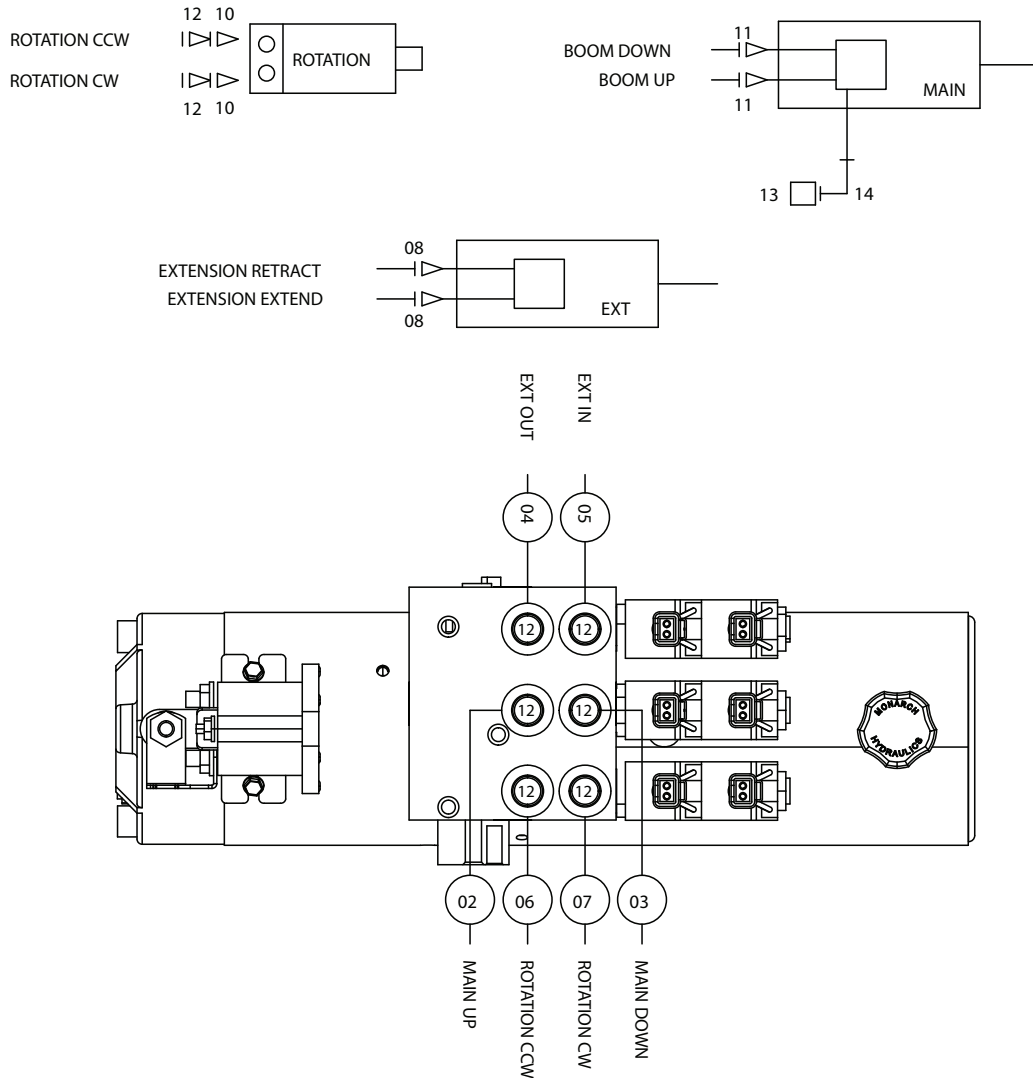 12 10
ROTATION CCW
ROTATION
ROTATION CW
12 10
11
BOOM DOWN
BOOM UP
MAIN
11
13
14
08
EXTENSION RETRACT
EXTENSION EXTEND
EXT
08
EXT OUT
EXT IN
04
05
12
12
12
12
MONARCH
HYDRAULICS
12
12
02
06
07
03
MAIN UP
ROTATION CCW
ROTATION CW
MAIN DOWN